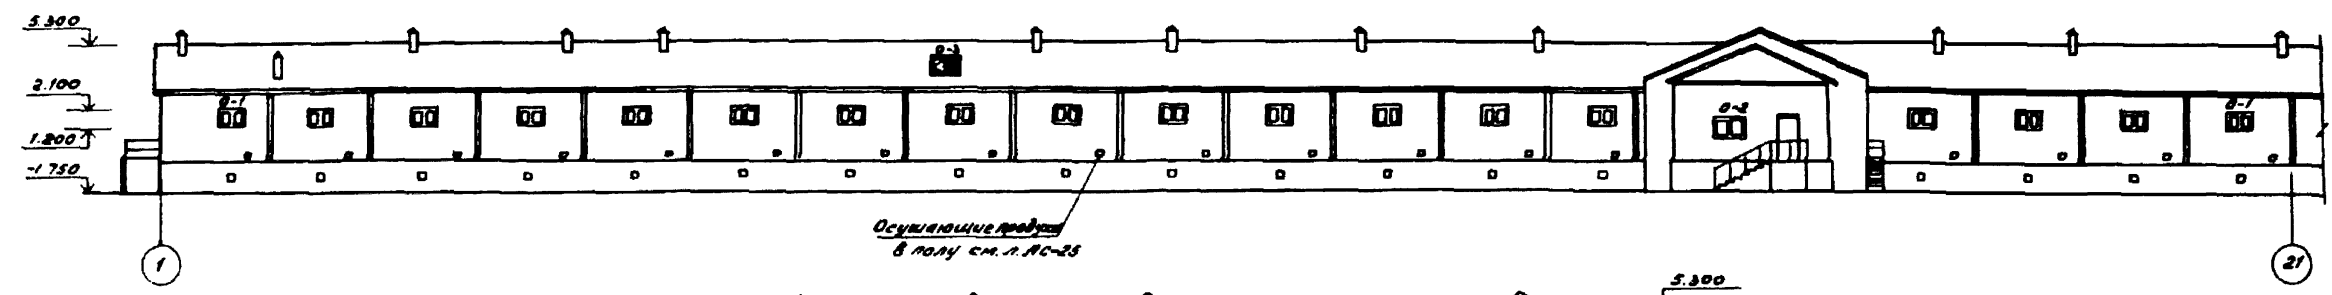 5.300
О-3
2.100
О-1
О-2
О-1
1.200
-1.750
Осушающие продухи
в полу см. л. АС-25
1
21
5.300